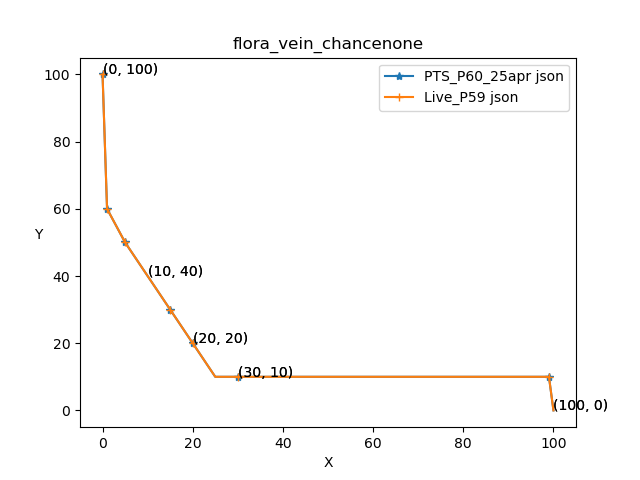 flora_vein_chancenone
PTS_P60_25apr json
Live_P59 json
(0, 100)
(10, 40)
(20, 20)
(30, 10)
(100, 0)
Y
100
80
60
40
20
0
0 20 40 60 80 100
X